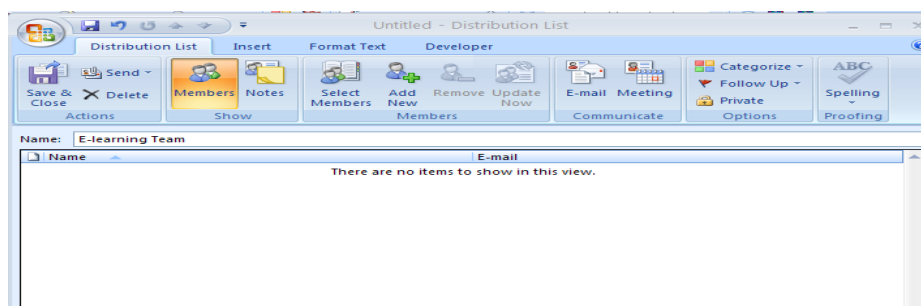 Untitled - Distribution List
Distribution List Insert Format Text Developer
Save & Close Send Delete Members Notes Select Members Add New Remove Update Now E-mail Meeting Categorize Follow Up Private ABC Spelling
Actions Show Members Communicate Options Proofing
Name: E-learning Team
Name E-mail
There are no items to show in this view.